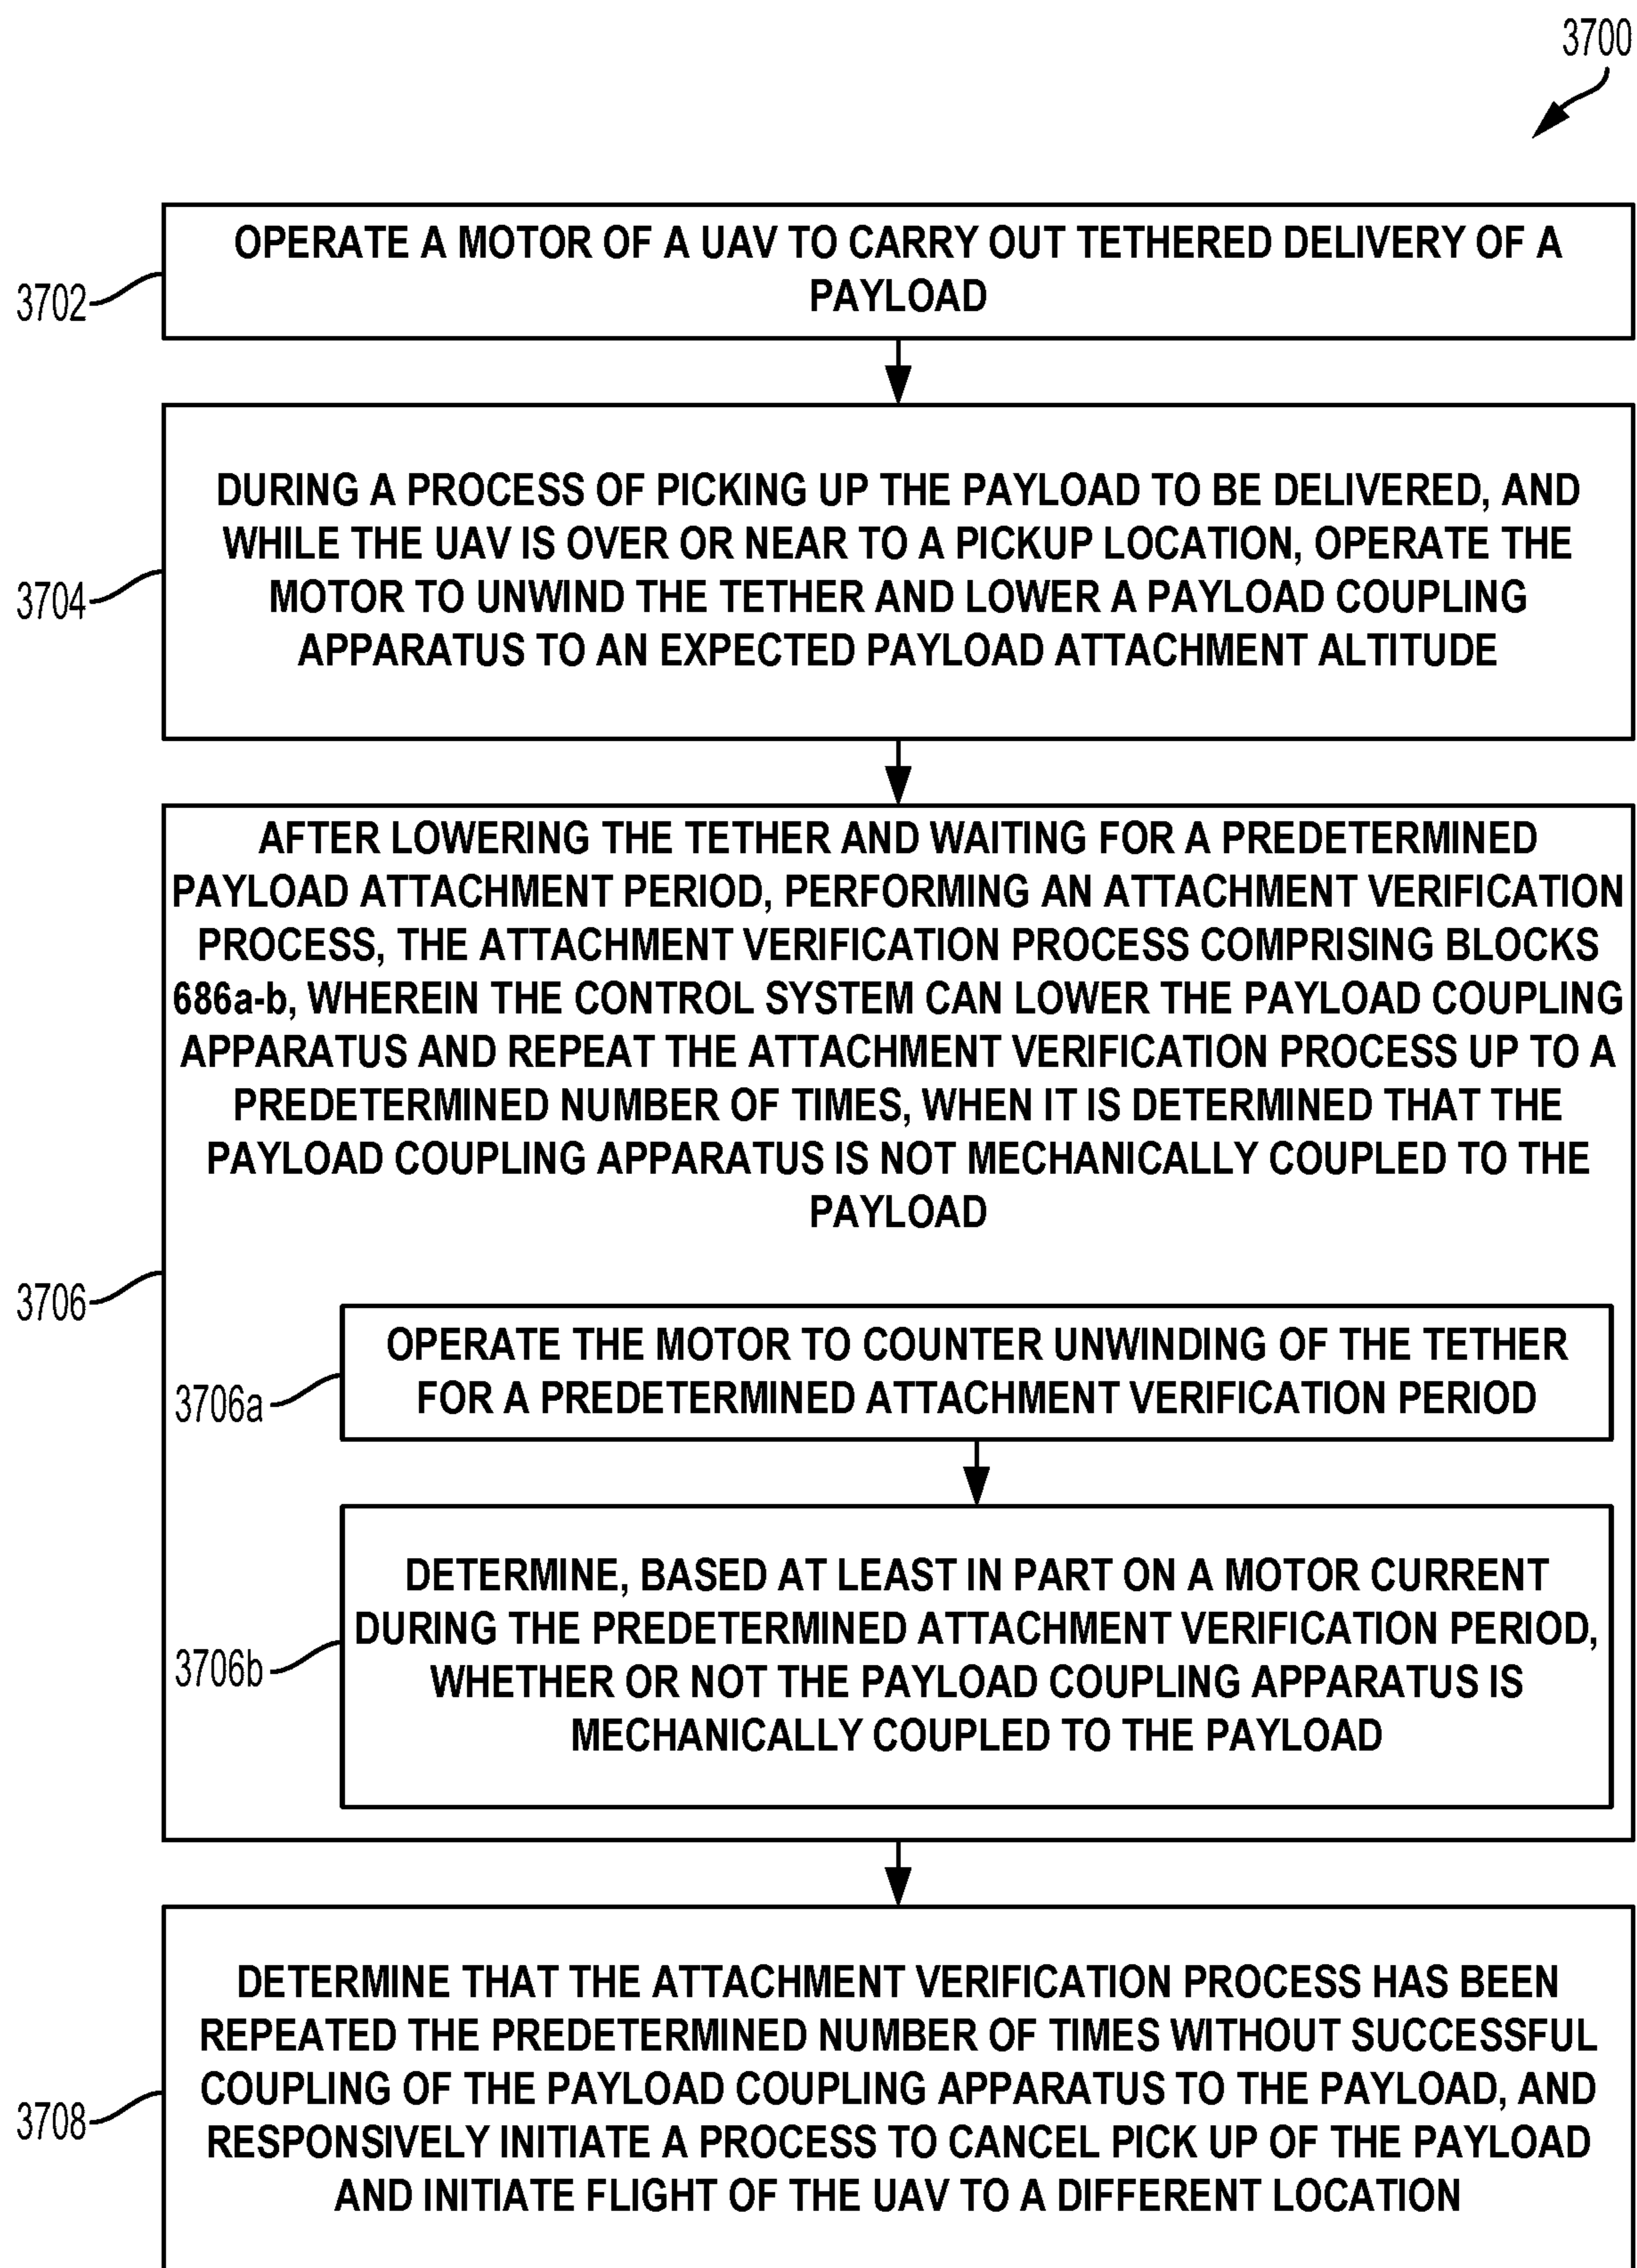 3700
OPERATE A MOTOR OF A UAV TO CARRY OUT TETHERED DELIVERY OF A
PAYLOAD
3702
DURING A PROCESS OF PICKING UP THE PAYLOAD TO BE DELIVERED, AND
WHILE THE UAV IS OVER OR NEAR TO A PICKUP LOCATION, OPERATE THE
MOTOR TO UNWIND THE TETHER AND LOWER A PAYLOAD COUPLING
APPARATUS TO AN EXPECTED PAYLOAD ATTACHMENT ALTITUDE
3704
AFTER LOWERING THE TETHER AND WAITING FOR A PREDETERMINED
PAYLOAD ATTACHMENT PERIOD, PERFORMING AN ATTACHMENT VERIFICATION
PROCESS, THE ATTACHMENT VERIFICATION PROCESS COMPRISING BLOCKS
686a-b, WHEREIN THE CONTROL SYSTEM CAN LOWER THE PAYLOAD COUPLING
APPARATUS AND REPEAT THE ATTACHMENT VERIFICATION PROCESS UP TO A
PREDETERMINED NUMBER OF TIMES, WHEN IT IS DETERMINED THAT THE
PAYLOAD COUPLING APPARATUS IS NOT MECHANICALLY COUPLED TO THE
PAYLOAD
3706
OPERATE THE MOTOR TO COUNTER UNWINDING OF THE TETHER
FOR A PREDETERMINED ATTACHMENT VERIFICATION PERIOD
3706a
DETERMINE, BASED AT LEAST IN PART ON A MOTOR CURRENT
DURING THE PREDETERMINED ATTACHMENT VERIFICATION PERIOD,
WHETHER OR NOT THE PAYLOAD COUPLING APPARATUS IS
MECHANICALLY COUPLED TO THE PAYLOAD
3706b
DETERMINE THAT THE ATTACHMENT VERIFICATION PROCESS HAS BEEN
REPEATED THE PREDETERMINED NUMBER OF TIMES WITHOUT SUCCESSFUL
COUPLING OF THE PAYLOAD COUPLING APPARATUS TO THE PAYLOAD, AND
RESPONSIVELY INITIATE A PROCESS TO CANCEL PICK UP OF THE PAYLOAD
AND INITIATE FLIGHT OF THE UAV TO A DIFFERENT LOCATION
3708